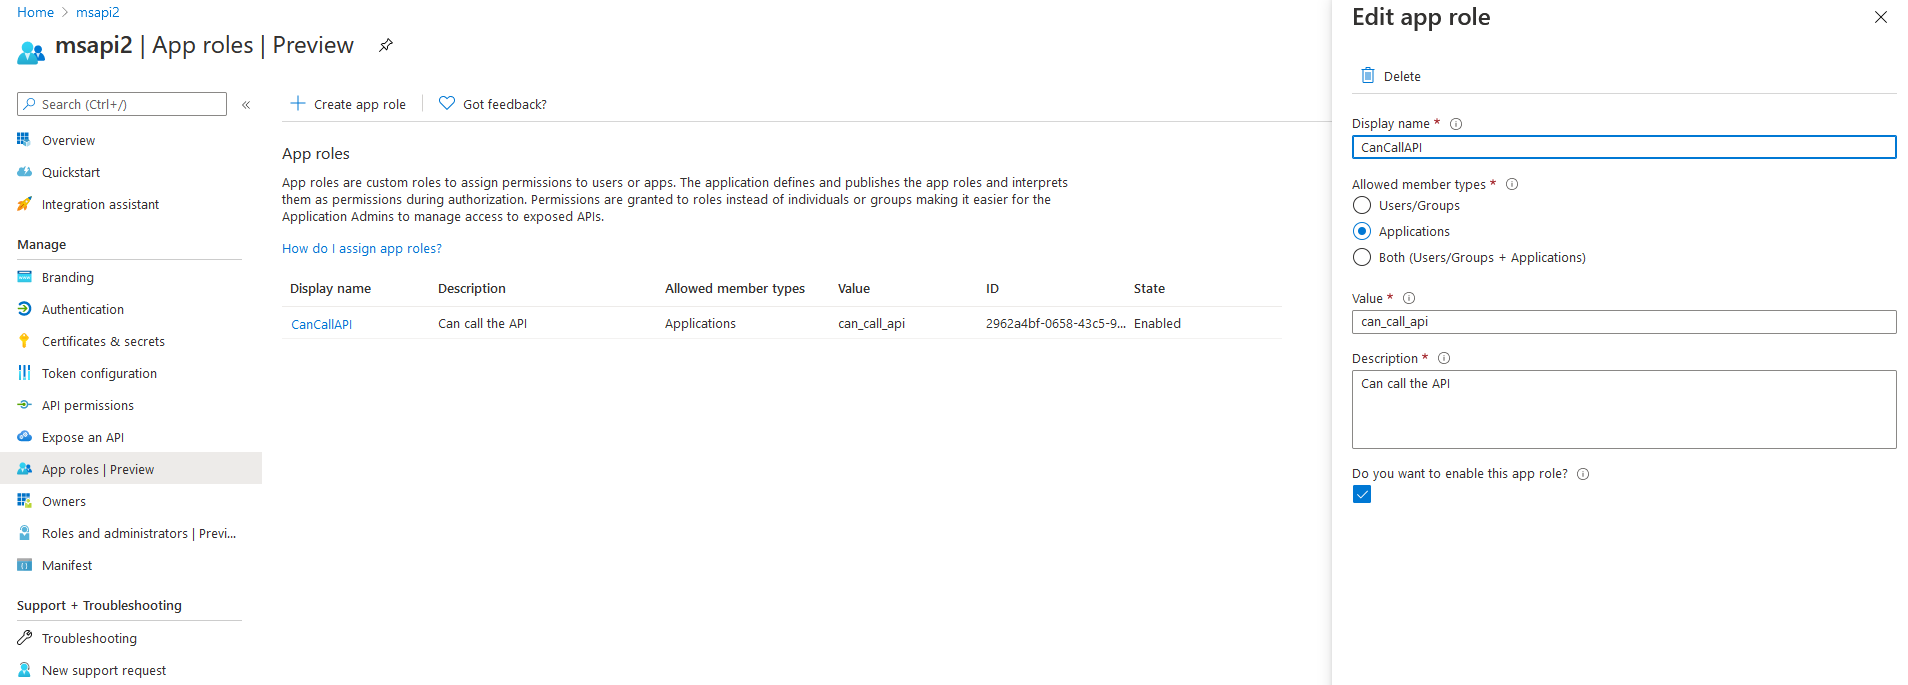 Home > msapi2
msapi2 | App roles | Preview
Search (Ctrl+/)
«
Overview
Quickstart
Integration assistant
Manage
Branding
Authentication
Certificates & secrets
Token configuration
API permissions
Expose an API
App roles | Preview
Owners
Roles and administrators | Previ...
Manifest
Support + Troubleshooting
Troubleshooting
New support request
Create app role
Got feedback?
App roles
App roles are custom roles to assign permissions to users or apps. The application defines and publishes the app roles and interprets
them as permissions during authorization. Permissions are granted to roles instead of individuals or groups making it easier for the
Application Admins to manage access to exposed APIs.
How do I assign app roles?
Display name Description Allowed member types Value ID State
CanCallAPI Can call the API Applications can_call_api 2962a4bf-0658-43c5-9... Enabled
Edit app role
Delete
Display name *
CanCallAPI
Allowed member types *
Users/Groups
Applications
Both (Users/Groups + Applications)
Value *
can_call_api
Description *
Can call the API
Do you want to enable this app role?